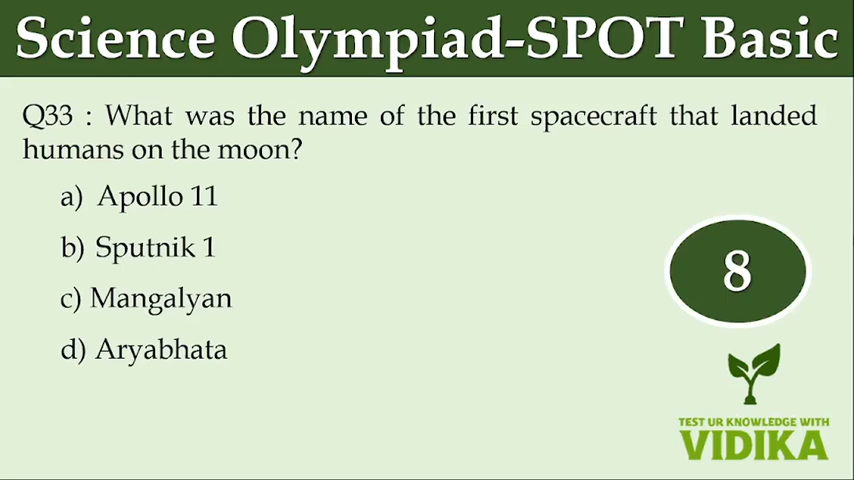 Science Olympiad-SPOT Basic
Q33 : What was the name of the first spacecraft that landed
humans on the moon?
a) Apollo 11
b) Sputnik 1
c) Mangalyan
d) Aryabhata
8
TEST UR KNOWLEDGE WITH
VIDIKA